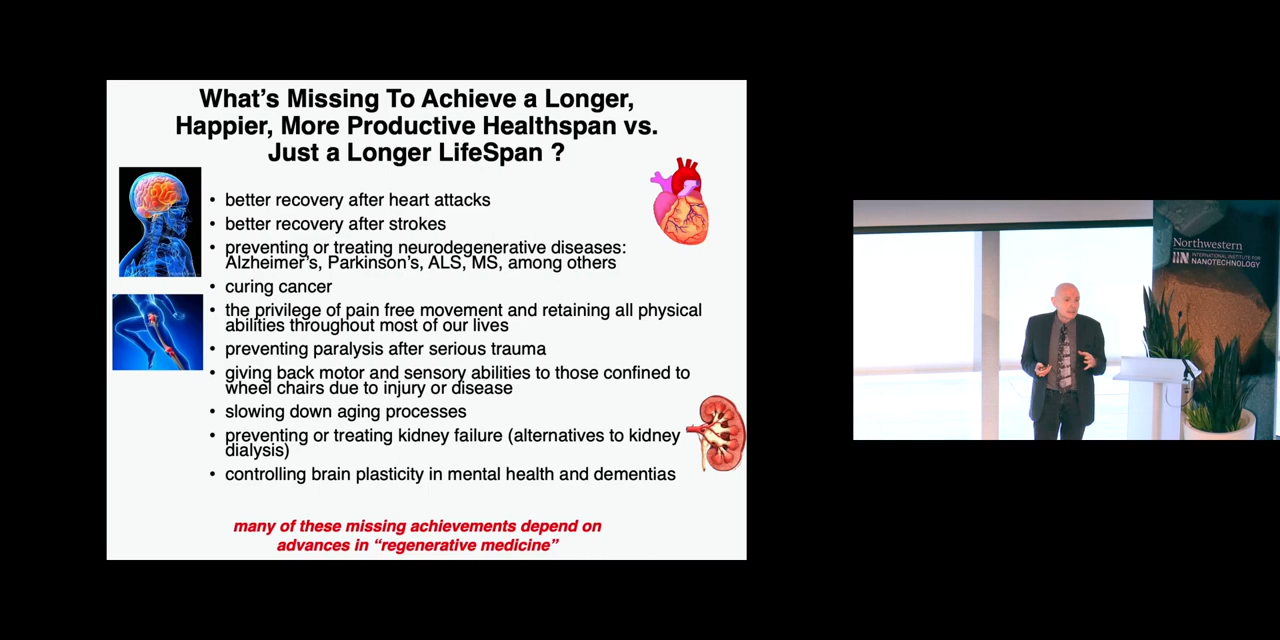 What's Missing To Achieve a Longer,
Happier, More Productive Healthspan vs.
Just a Longer LifeSpan ?
• better recovery after heart attacks
• better recovery after strokes
• preventing or treating neurodegenerative diseases:
Alzheimer's, Parkinson's, ALS, MS, among others
• curing cancer
• the privilege of pain free movement and retaining all physical
abilities throughout most of our lives
• preventing paralysis after serious trauma
• giving back motor and sensory abilities to those confined to
wheel chairs due to injury or disease
• slowing down aging processes
• preventing or treating kidney failure (alternatives to kidney
dialysis)
• controlling brain plasticity in mental health and dementias
many of these missing achievements depend on
advances in “regenerative medicine”
Northwestern
INTERNATIONAL INSTITUTE FOR
NANOTECHNOLOGY